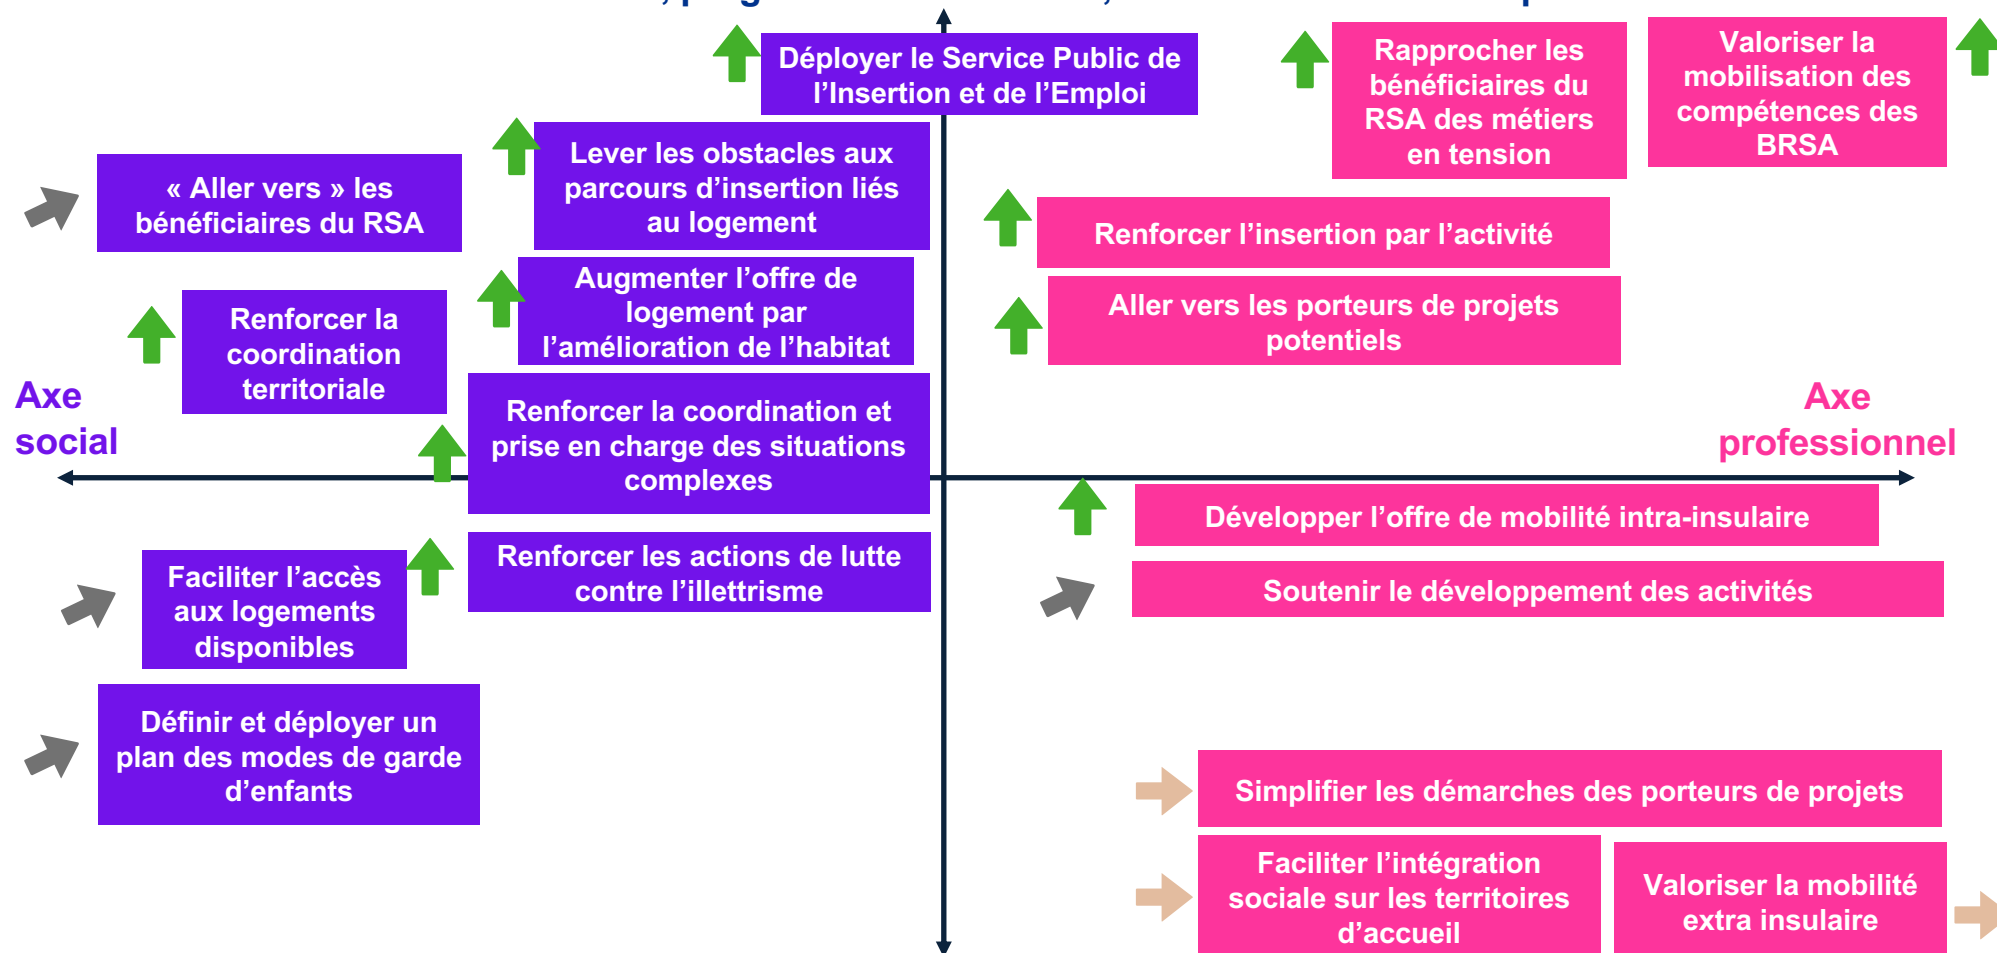 Déployer le Service Public de
l’Insertion et de l’Emploi
Rapprocher les
bénéficiaires du
RSA des métiers
en tension
Valoriser la
mobilisation des
compétences des
BRSA
« Aller vers » les
bénéficiaires du RSA
Lever les obstacles aux
parcours d’insertion liés
au logement
Renforcer l’insertion par l’activité
Augmenter l’offre de
logement par
l’amélioration de l’habitat
Aller vers les porteurs de projets
potentiels
Renforcer la
coordination
territoriale
Axe
social
Renforcer la coordination et
prise en charge des situations
complexes
Axe
professionnel
Développer l’offre de mobilité intra-insulaire
Faciliter l’accès
aux logements
disponibles
Renforcer les actions de lutte
contre l’illettrisme
Soutenir le développement des activités
Définir et déployer un
plan des modes de garde
d’enfants
Simplifier les démarches des porteurs de projets
Faciliter l’intégration
sociale sur les territoires
d’accueil
Valoriser la mobilité
extra insulaire